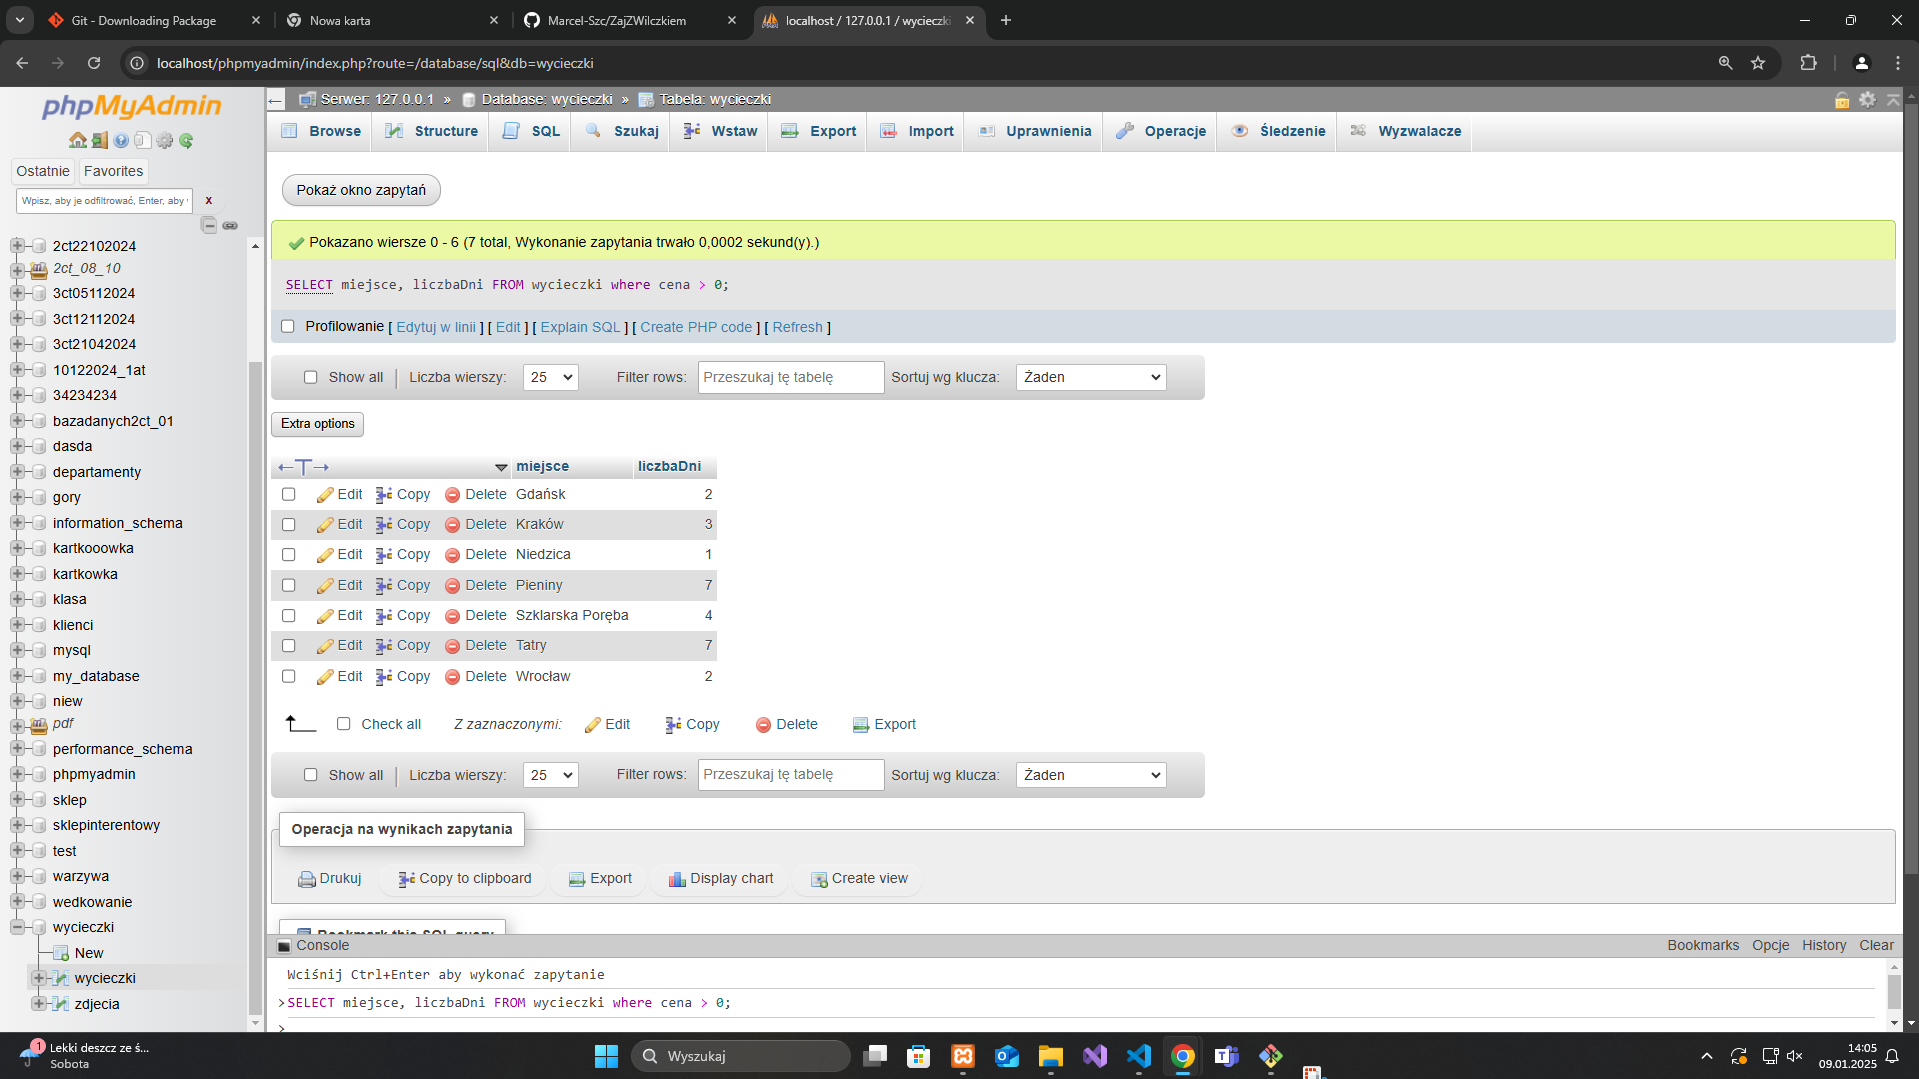 Git - Downloading Package
Nowa karta
Marcel-Szc/ZajZWilczkiem
localhost / 127.0.0.1 / wycieczki
localhost/phpmyadmin/index.php?route=/database/sql&db=wycieczki
phpMyAdmin
Ostatnie
Favorites
Wpisz, aby je odfiltrować, Enter, aby
X
2ct22102024
2ct_08_10
3ct05112024
3ct12112024
3ct21042024
10122024_1at
34234234
bazadanych2ct_01
dasda
departamenty
gory
information_schema
kartkooowka
kartkowka
klasa
klienci
mysql
my_database
niew
pdf
performance_schema
phpmyadmin
sklep
sklepinterentowy
test
warzywa
wedkowanie
wycieczki
New
wycieczki
zdjecia
Serwer: 127.0.0.1 » Database: wycieczki » Tabela: wycieczki
Browse Structure SQL Szukaj Wstaw Export Import Uprawnienia Operacje Śledzenie Wyzwalacze
Pokaż okno zapytań
Pokazano wiersze 0 - 6 (7 total, Wykonanie zapytania trwało 0,0002 sekund(y).)
SELECT miejsce, liczbaDni FROM wycieczki where cena > 0;
Profilowanie [ Edytuj w linii ] [ Edit ] [ Explain SQL ] [ Create PHP code ] [ Refresh ]
Show all Liczba wierszy: 25 Filter rows: Przeszukaj tę tabelę Sortuj wg klucza: Żaden
Extra options
miejsce liczbaDni
Edit Copy Delete Gdańsk 2
Edit Copy Delete Kraków 3
Edit Copy Delete Niedzica 1
Edit Copy Delete Pieniny 7
Edit Copy Delete Szklarska Poręba 4
Edit Copy Delete Tatry 7
Edit Copy Delete Wrocław 2
Check all Z zaznaczonymi: Edit Copy Delete Export
Show all Liczba wierszy: 25 Filter rows: Przeszukaj tę tabelę Sortuj wg klucza: Żaden
Operacja na wynikach zapytania
Drukuj Copy to clipboard Export Display chart Create view
Bookmark this SQL query
Console Bookmarks Opcje History Clear
Wciśnij Ctrl+Enter aby wykonać zapytanie
>SELECT miejsce, liczbaDni FROM wycieczki where cena > 0;
>
1
Lekki deszcz ze ś...
Sobota
Wyszukaj
14:05
09.01.2025